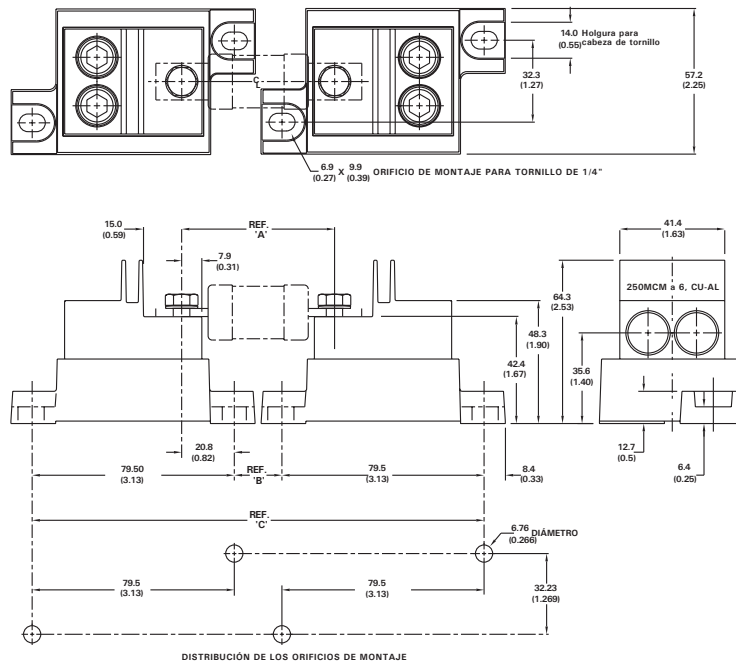 14.0 Holgura para
(0.55) cabeza de tornillo
32.3
(1.27)
57.2
(2.25)
C
L
6.9 X 9.9 ORIFICIO DE MONTAJE PARA TORNILLO DE 1/4"
(0.27) (0.39)
15.0
(0.59)
REF.
'A'
7.9
(0.31)
41.4
(1.63)
250MCM a 6, CU-AL
64.3
(2.53)
48.3
(1.90)
42.4
(1.67)
35.6
(1.40)
20.8
(0.82)
12.7
(0.5)
6.4
(0.25)
79.50
(3.13)
REF.
'B'
79.5
(3.13)
8.4
(0.33)
REF.
'C'
6.76 DIÁMETRO
(0.266)
79.5
(3.13)
79.5
(3.13)
32.23
(1.269)
DISTRIBUCIÓN DE LOS ORIFICIOS DE MONTAJE